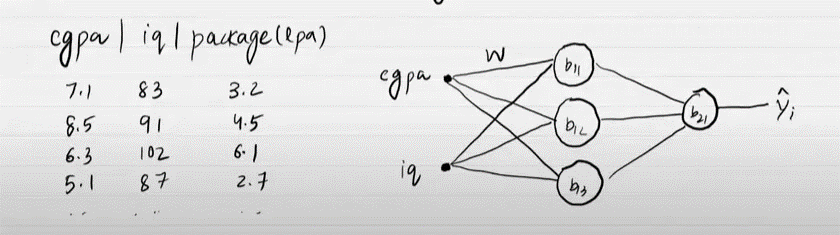 cgpa | iq | package(lpa)
7.1 83 3.2
8.5 91 4.5
6.3 102 6.1
5.1 87 2.7
.. .. ..
cgpa
iq
W
b11
b12
b13
b21
ŷi